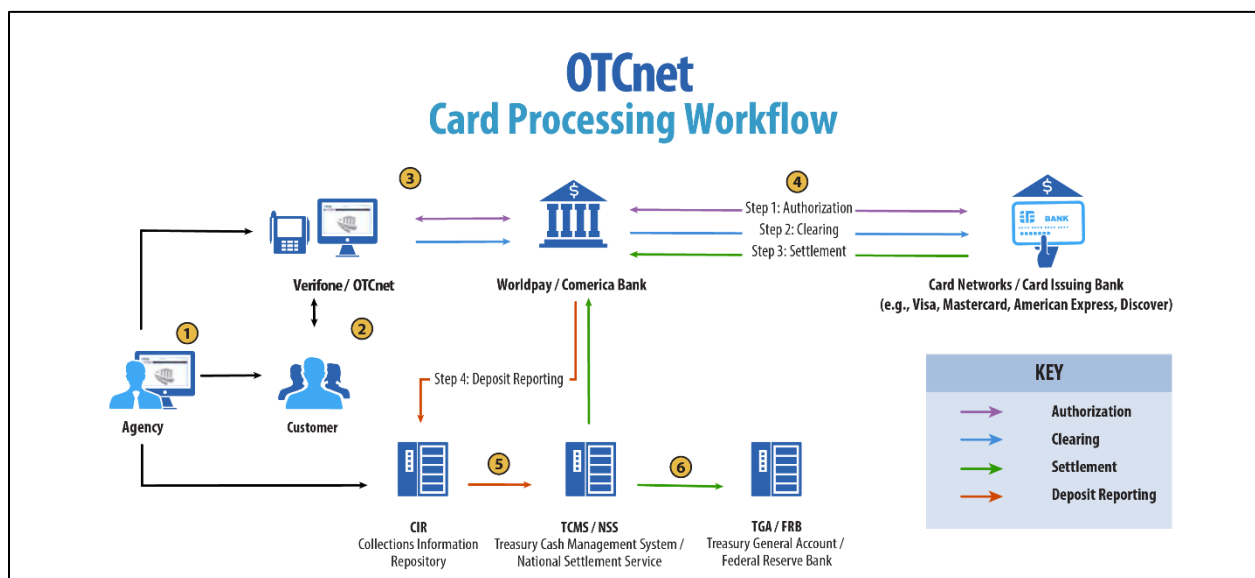 OTCnet
Card Processing Workflow
3
4
Step 1: Authorization
Step 2: Clearing
Step 3: Settlement
$
$
BANK
Verifone / OTCnet
Worldpay / Comerica Bank
Card Networks / Card Issuing Bank
(e.g., Visa, Mastercard, American Express, Discover)
1
2
Step 4: Deposit Reporting
Agency
Customer
KEY
Authorization
Clearing
Settlement
Deposit Reporting
5
6
CIR
Collections Information
Repository
TCMS / NSS
Treasury Cash Management System /
National Settlement Service
TGA / FRB
Treasury General Account /
Federal Reserve Bank